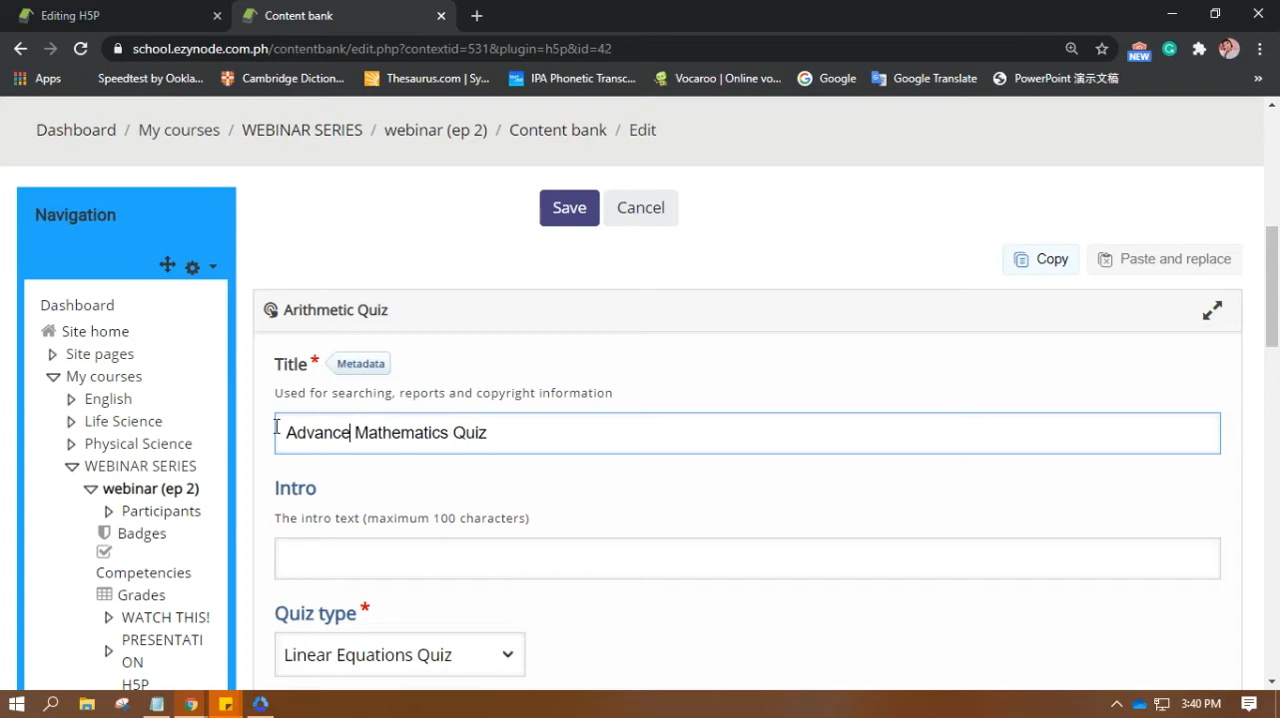 Editing H5P
Content bank
school.ezynode.com.ph/contentbank/edit.php?contextid=531&plugin=h5p&id=42
NEW
Apps
Speedtest by Ookla...
Cambridge Diction...
Thesaurus.com | Sy...
IPA Phonetic Transc...
Vocaroo | Online vo...
Google
Google Translate
PowerPoint 演示文稿
»
Dashboard / My courses / WEBINAR SERIES / webinar (ep 2) / Content bank / Edit
Navigation
Save
Cancel
Copy
Paste and replace
Dashboard
Site home
Site pages
My courses
English
Life Science
Physical Science
WEBINAR SERIES
webinar (ep 2)
Participants
Badges
Competencies
Grades
WATCH THIS!
PRESENTATI
ON
H5P
Arithmetic Quiz
Title *
Metadata
Used for searching, reports and copyright information
Advance Mathematics Quiz
Intro
The intro text (maximum 100 characters)
Quiz type *
Linear Equations Quiz
3:40 PM